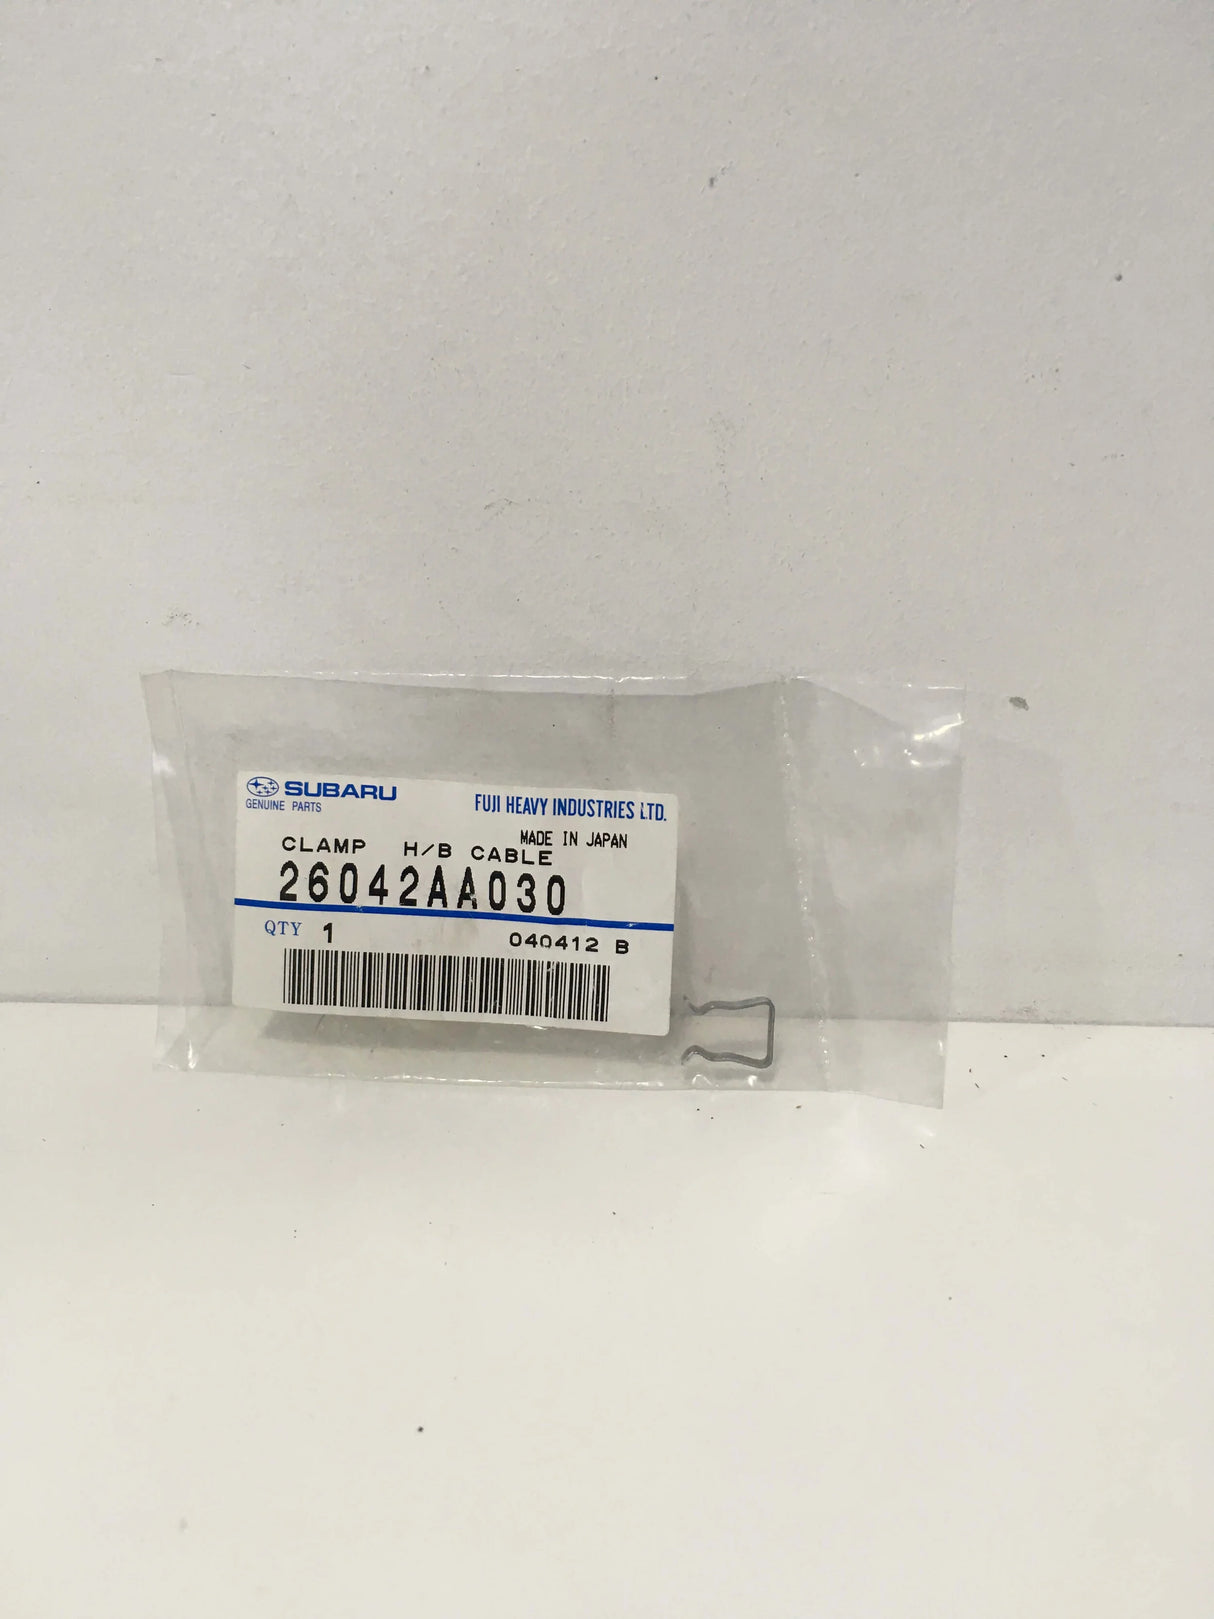 SUBARU
GENUINE PARTS
FUJI HEAVY INDUSTRIES LTD.
MADE IN JAPAN
CLAMP H/B CABLE
26042AA030
QTY 1
040412 B